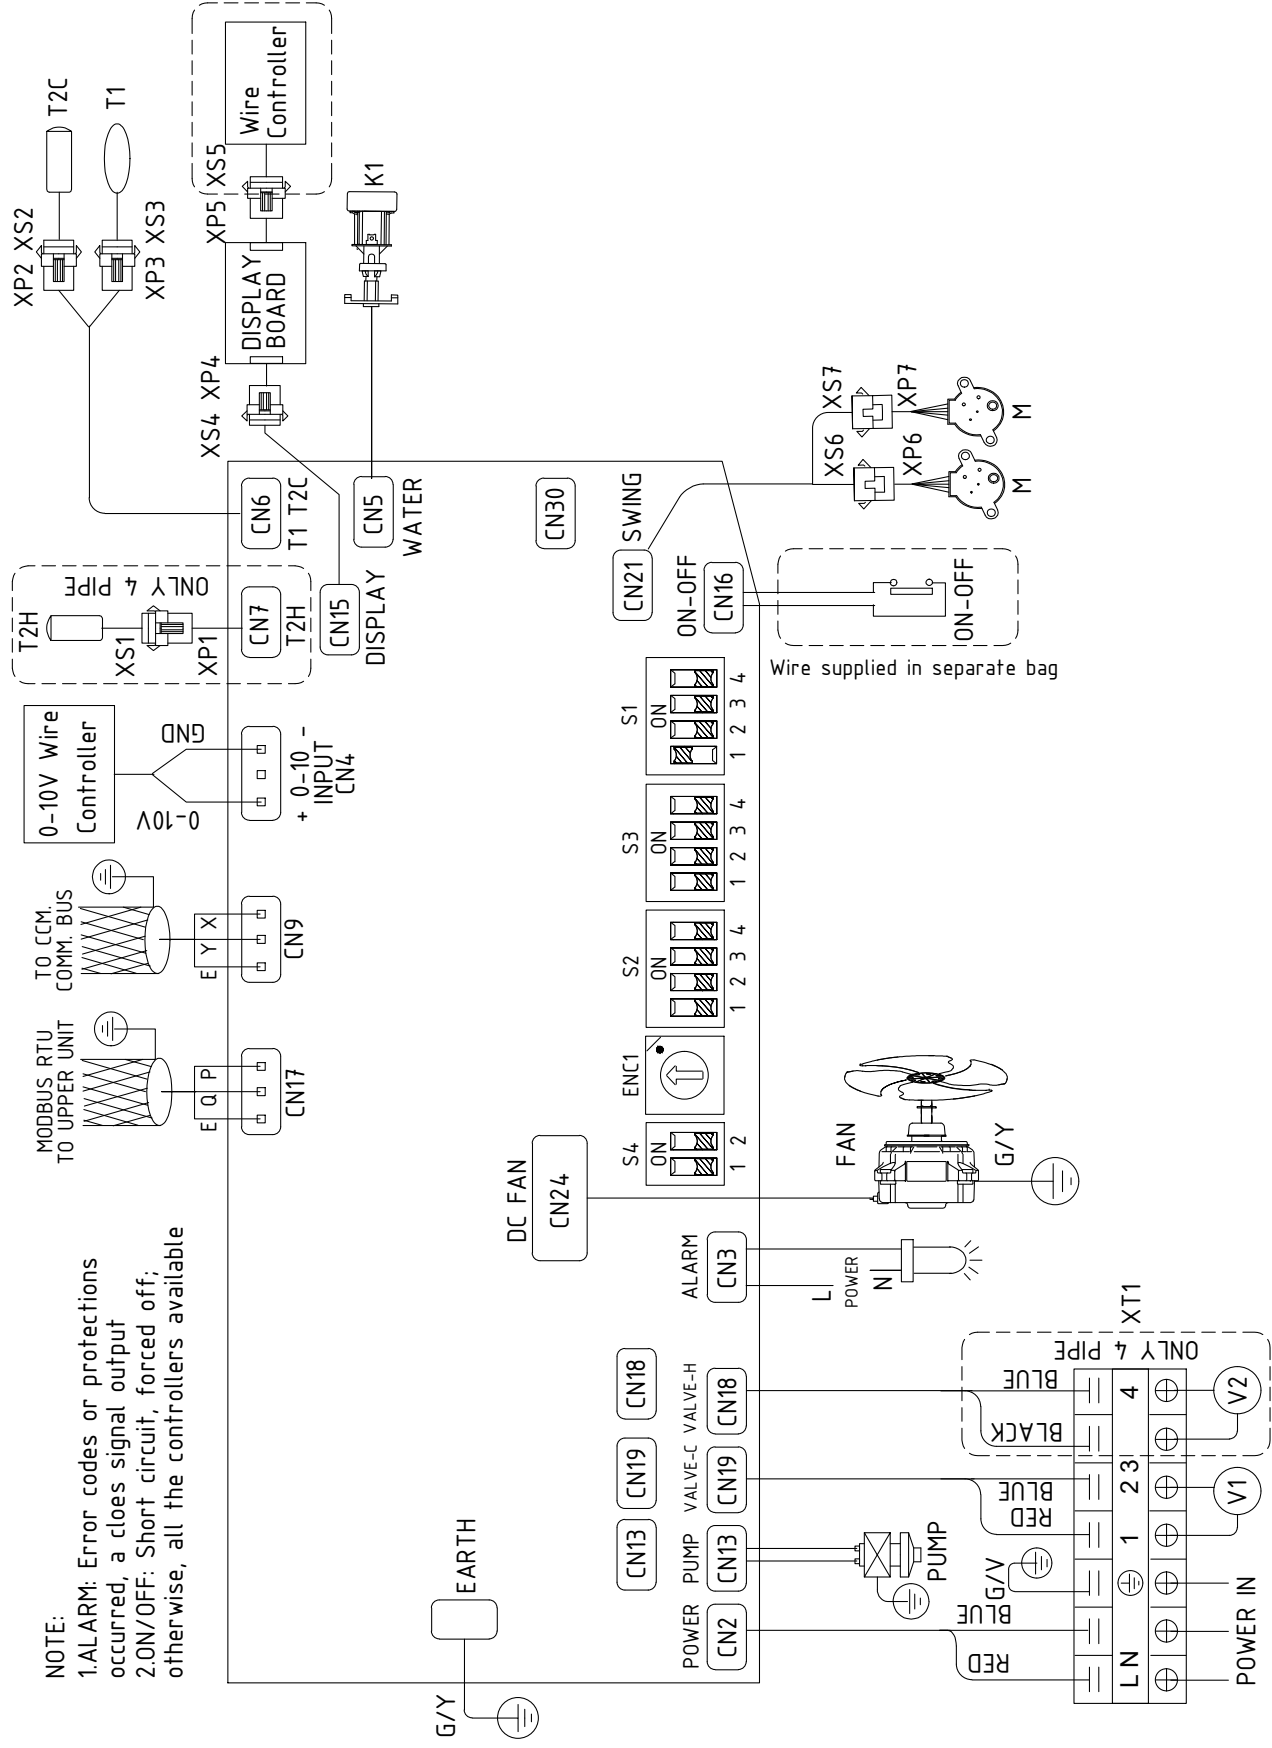 NOTE:
1.ALARM: Error codes or protections
occurred, a cloes signal output
2.ON/OFF: Short circuit, forced off;
otherwise, all the controllers available
MODBUS RTU
TO UPPER UNIT
E Q P
CN17
TO CCM.
COMM. BUS
E Y X
CN9
0-10V Wire
Controller
0-10V
GND
+ 0-10 -
INPUT
CN4
ONLY 4 PIPE
T2H
XS1
XP1
CN7
T2H
XP2 XS2
T2C
XP3 XS3
T1
CN6
T1 T2C
CN15
DISPLAY
XS4 XP4
DISPLAY
BOARD
XP5 XS5
Wire
Controller
CN5
WATER
K1
G/Y
EARTH
DC FAN
CN24
CN30
CN13
CN19
CN18
POWER
CN2
PUMP
CN13
VALVE-C
CN19
VALVE-H
CN18
ALARM
CN3
S4
ON
1 2
ENC1
S2
ON
1 2 3 4
S3
ON
1 2 3 4
S1
ON
1 2 3 4
ON-OFF
CN16
CN21
SWING
XS6
XP6
M
XS7
XP7
M
ON-OFF
Wire supplied in separate bag
L
POWER
N
FAN
G/Y
PUMP
RED
BLUE
G/V
RED
BLUE
BLACK
BLUE
ONLY 4 PIPE
XT1
L N 1 2 3 4
POWER IN
V1
V2